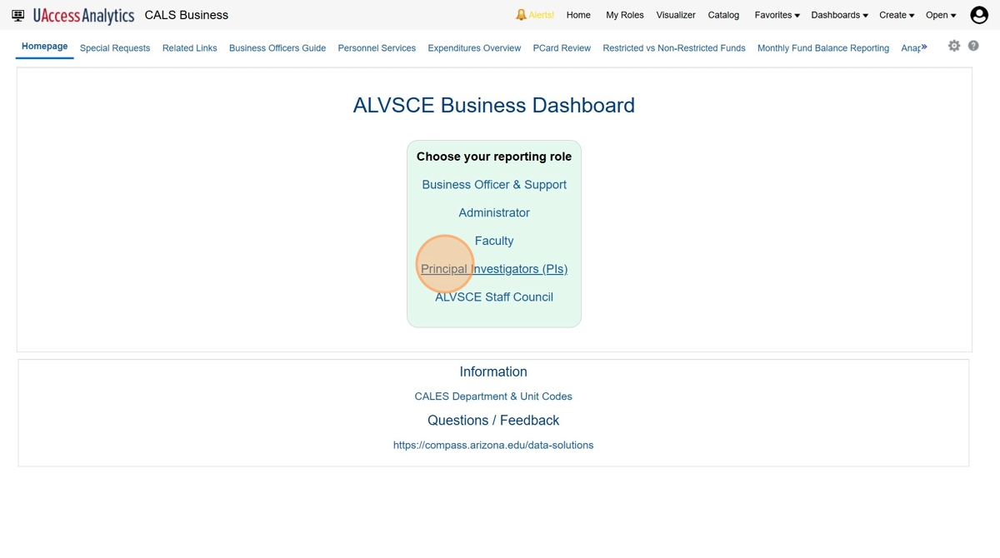 UAccess Analytics CALS Business Alerts! Home My Roles Visualizer Catalog Favorites Dashboards Create Open
Homepage Special Requests Related Links Business Officers Guide Personnel Services Expenditures Overview PCard Review Restricted vs Non-Restricted Funds Monthly Fund Balance Reporting
ALVSCE Business Dashboard
Choose your reporting role
Business Officer & Support
Administrator
Faculty
Principal Investigators (PIs)
ALVSCE Staff Council
Information
CALES Department & Unit Codes
Questions / Feedback
https://compass.arizona.edu/data-solutions